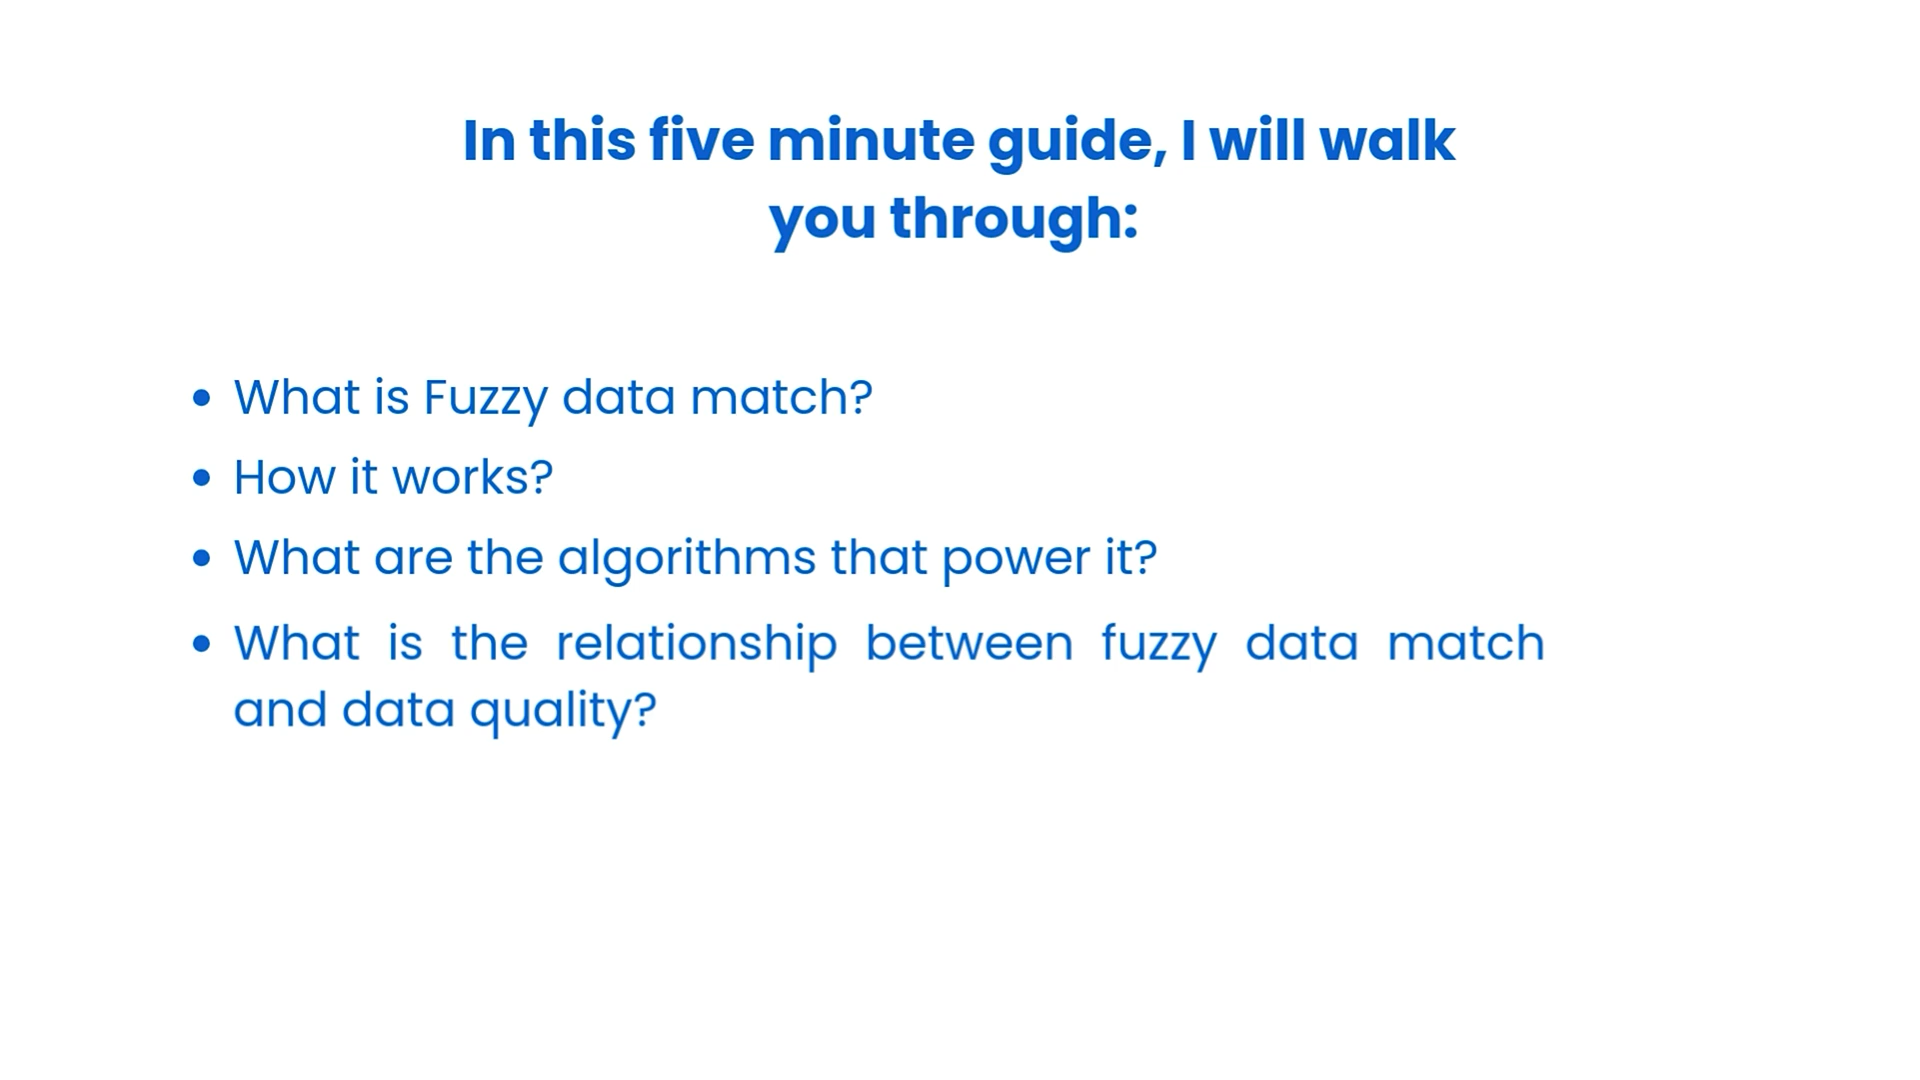 In this five minute guide, I will walk
you through:
• What is Fuzzy data match?
• How it works?
• What are the algorithms that power it?
• What is the relationship between fuzzy data match
and data quality?